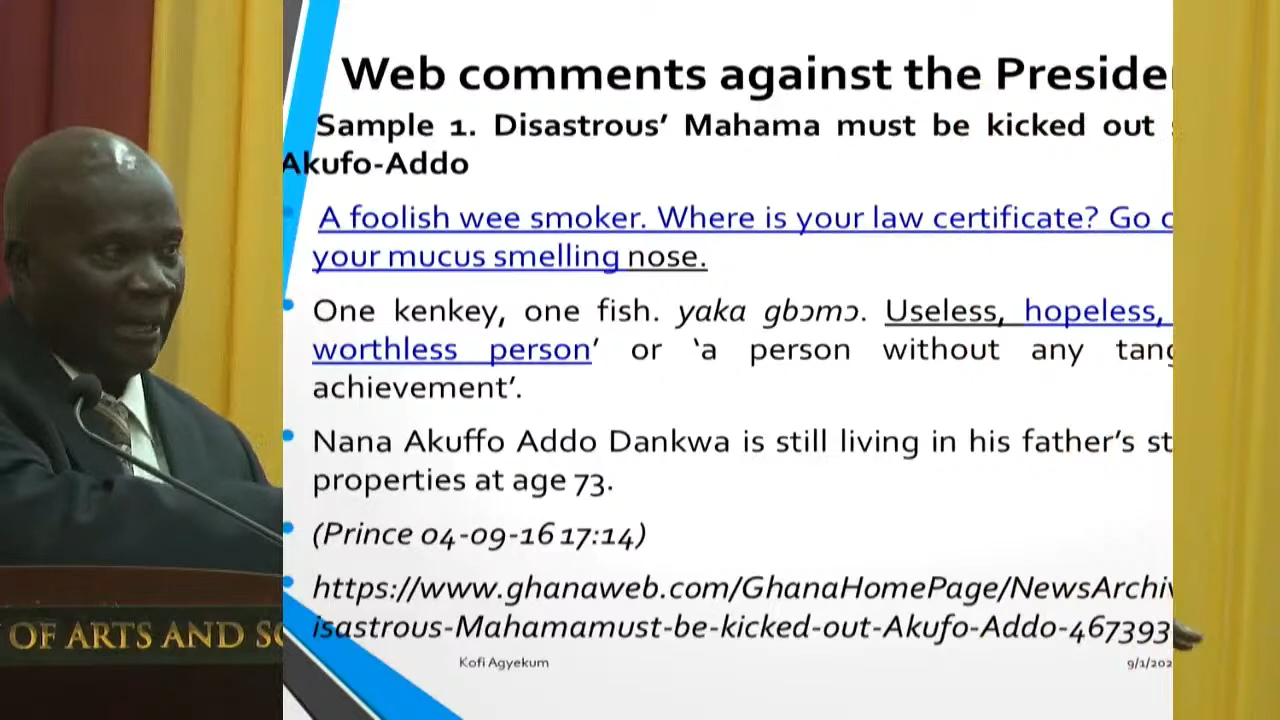 Web comments against the
Sample 1. Disastrous’ Mahama must be kicked out
Akufo-Addo
A foolish wee smoker. Where is your law certificate? Go
your mucus smelling nose.
One kenkey, one fish. yaka gbɔmɔ. Useless, hopeless,
worthless person’ or ‘a person without any
achievement’.
Nana Akuffo Addo Dankwa is still living in his father’s
properties at age 73.
(Prince 04-09-16 17:14)
https://www.ghanaweb.com/GhanaHomePage/NewsArchiv
isastrous-Mahamamust-be-kicked-out-Akufo-Addo-467393
Kofi Agyekum
9/1/202
OF ARTS AND